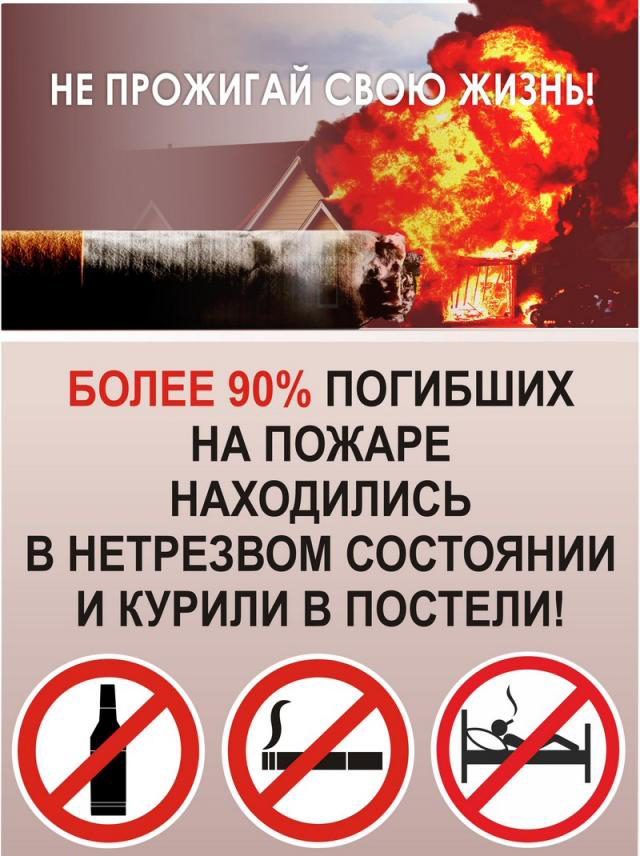 НЕ ПРОЖИГАЙ СВОЮ ЖИЗНЬ!
БОЛЕЕ 90% ПОГИБШИХ
НА ПОЖАРЕ
НАХОДИЛИСЬ
В НЕТРЕЗВОМ СОСТОЯНИИ
И КУРИЛИ В ПОСТЕЛИ!